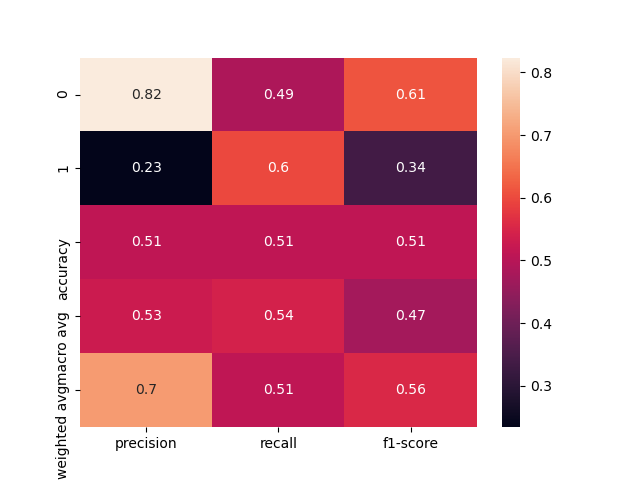 0 0.82 0.49 0.61
1 0.23 0.6 0.34
accuracy 0.51 0.51 0.51
macro avg 0.53 0.54 0.47
weighted avg 0.7 0.51 0.56
precision recall f1-score
0.8
0.7
0.6
0.5
0.4
0.3